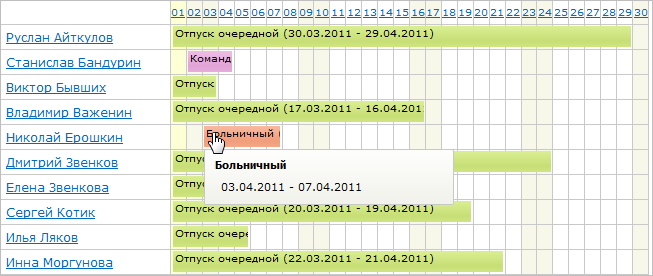 01 02 03 04 05 06 07 08 09 10 11 12 13 14 15 16 17 18 19 20 21 22 23 24 25 26 27 28 29 30
Руслан Айткулов Отпуск очередной (30.03.2011 - 29.04.2011)
Станислав Бандурин Команд
Виктор Бывших Отпуск
Владимир Важенин Отпуск очередной (17.03.2011 - 16.04.201
Николай Ерошкин Больничный (
Дмитрий Звенков Отпу
Больничный
Елена Звенкова Отпу
03.04.2011 - 07.04.2011
Сергей Котик Отпуск очередной (20.03.2011 - 19.04.2011)
Илья Ляков Отпуск очере
Инна Моргунова Отпуск очередной (22.03.2011 - 21.04.2011)